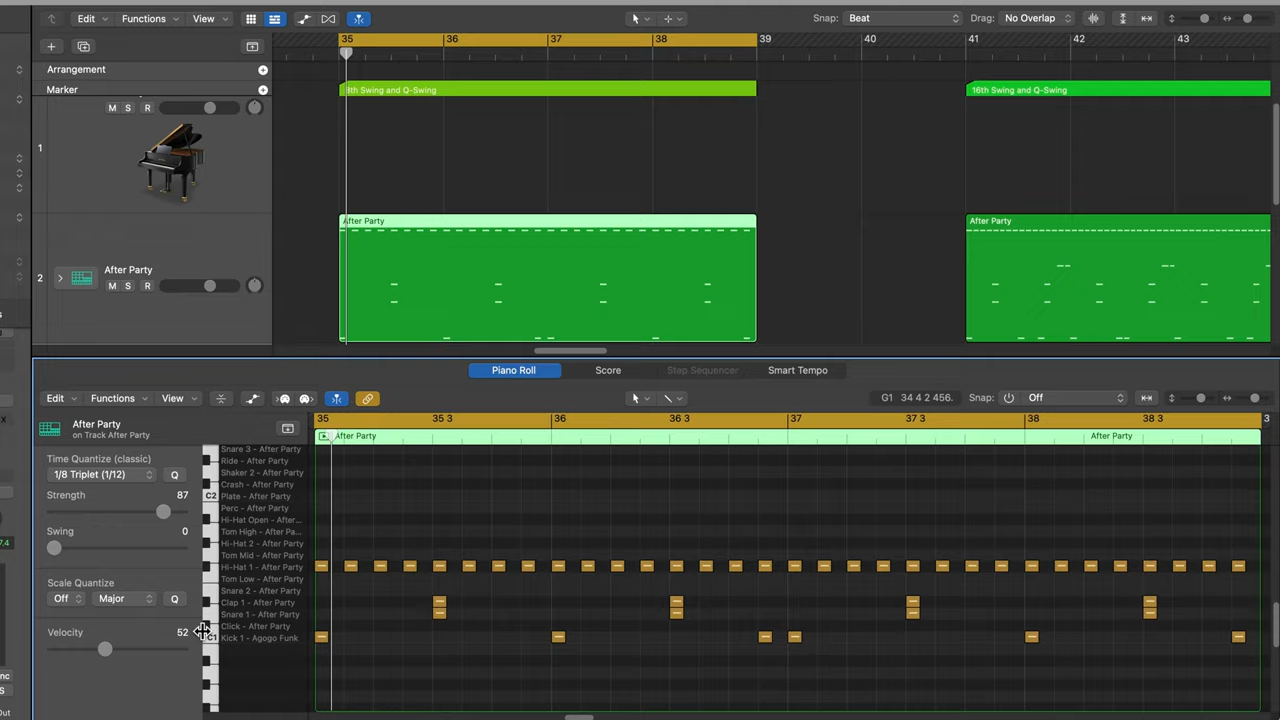 Edit Functions View Snap: Beat Drag: No Overlap
35 36 37 38 39 40 41 42 43
Arrangement
Marker
8th Swing and Q-Swing 16th Swing and Q-Swing
M S R
1
After Party After Party
2 After Party
M S R
Piano Roll Score Step Sequencer Smart Tempo
Edit Functions View G1 34 4 2 456. Snap: Off
35 35 3 36 36 3 37 37 3 38 38 3 3
After Party
on Track After Party
After Party After Party
Time Quantize (classic)
1/8 Triplet (1/12) Q
Strength 87
Swing 0
Scale Quantize
Off Major Q
Velocity 52
Snare 3 - After Party
Ride - After Party
Shaker 2 - After Party
Crash - After Party
C2 Plate - After Party
Perc - After Party
Hi-Hat Open - After...
Tom High - After Pa...
Hi-Hat 2 - After Party
Tom Mid - After Party
Hi-Hat 1 - After Party
Tom Low - After Party
Snare 2 - After Party
Clap 1 - After Party
Snare 1 - After Party
Click - After Party
C1 Kick 1 - Agogo Funk
7.4
nc
S
Out